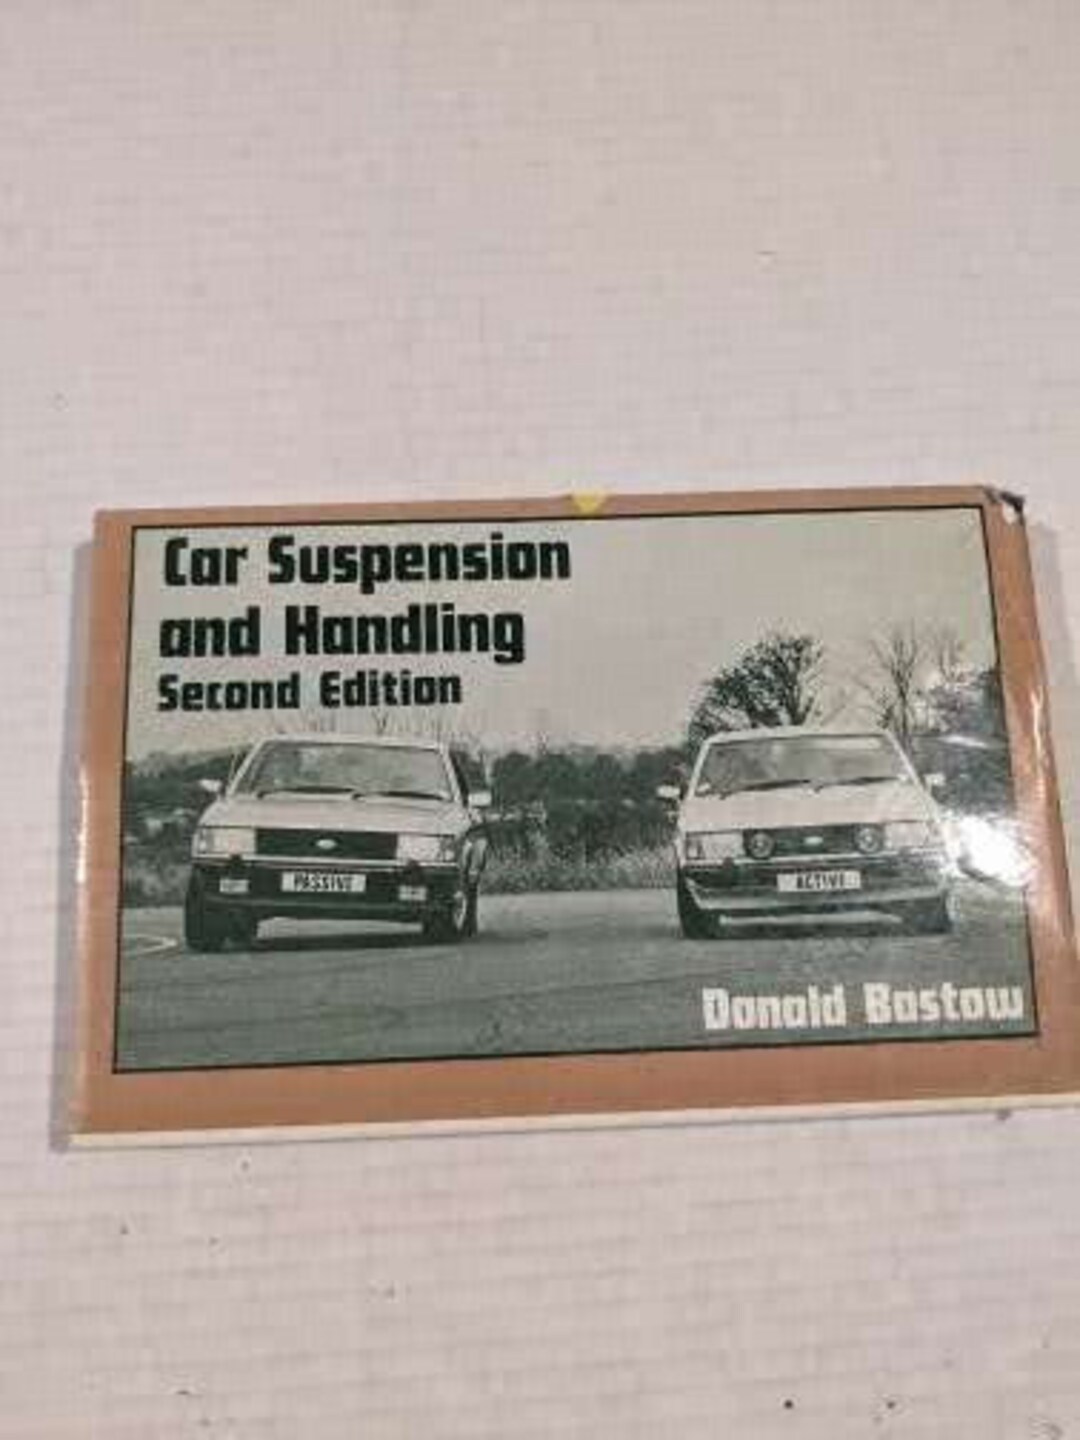 Car Suspension
and Handling
Second Edition
PASSIVE
ACTIVE
Donald Bastow